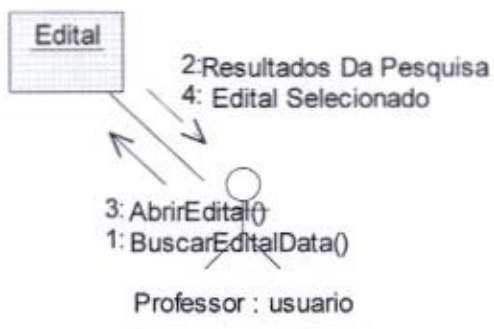 Edital
2:Resultados Da Pesquisa
4: Edital Selecionado
3: AbrirEdital()
1: BuscarEditalData()
Professor : usuario